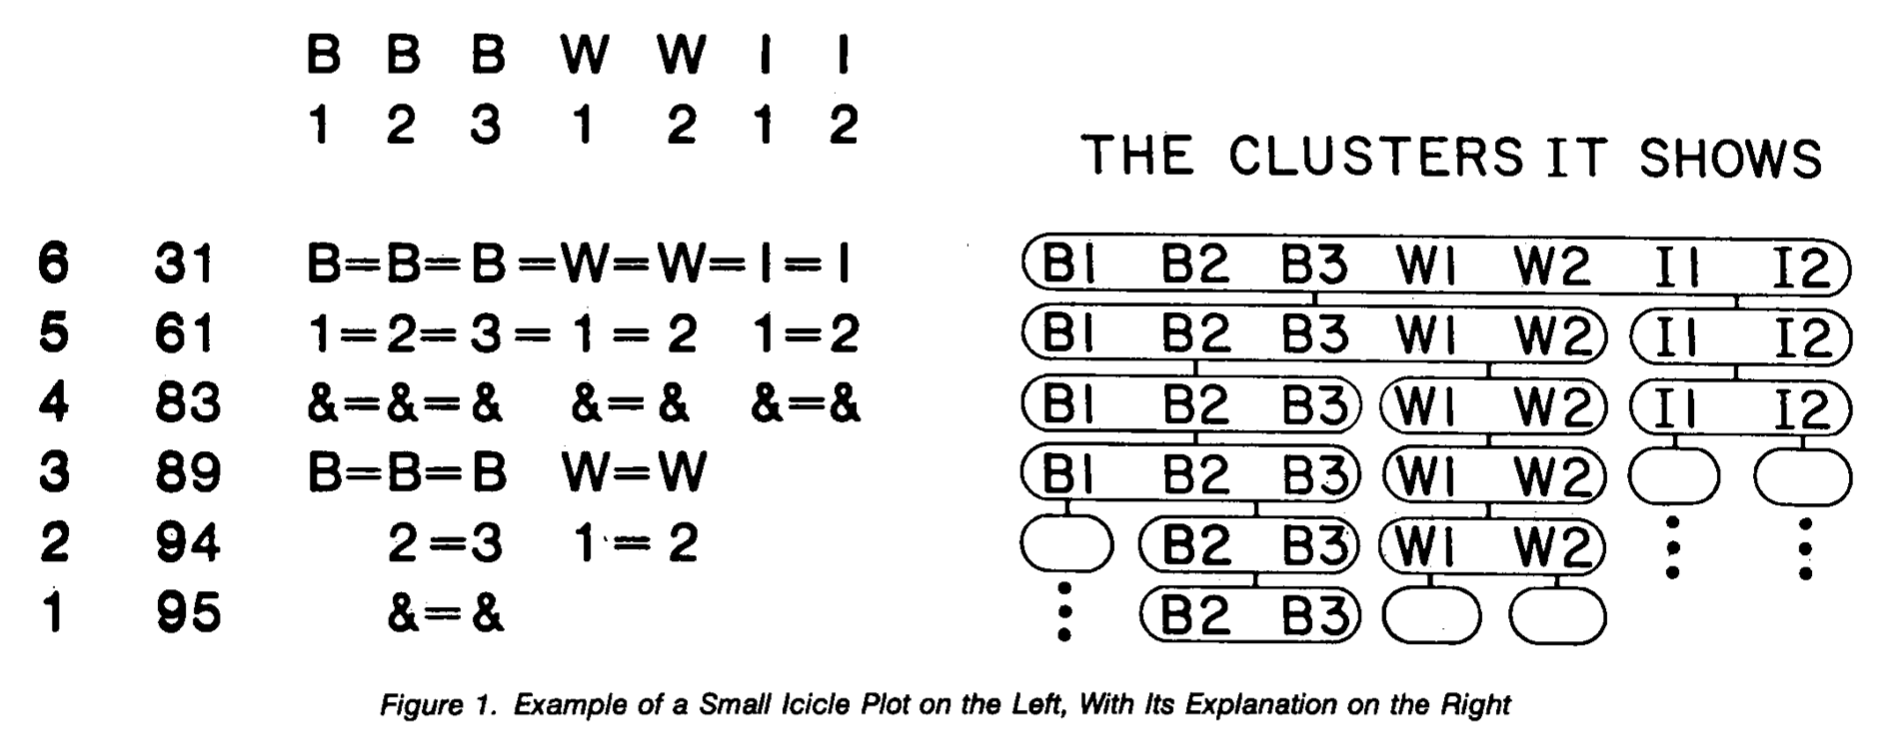 B B B W W I I
1 2 3 1 2 1 2
THE CLUSTERS IT SHOWS
6 31 B=B=B=W=W=I=I B1 B2 B3 W1 W2 I1 I2
5 61 1=2=3=1=2 1=2 B1 B2 B3 W1 W2 I1 I2
4 83 &=&=& &=& &=& B1 B2 B3 W1 W2 I1 I2
3 89 B=B=B W=W B1 B2 B3 W1 W2
2 94 2=3 1=2 B2 B3 W1 W2
1 95 &=& B2 B3
Figure 1. Example of a Small Icicle Plot on the Left, With Its Explanation on the Right